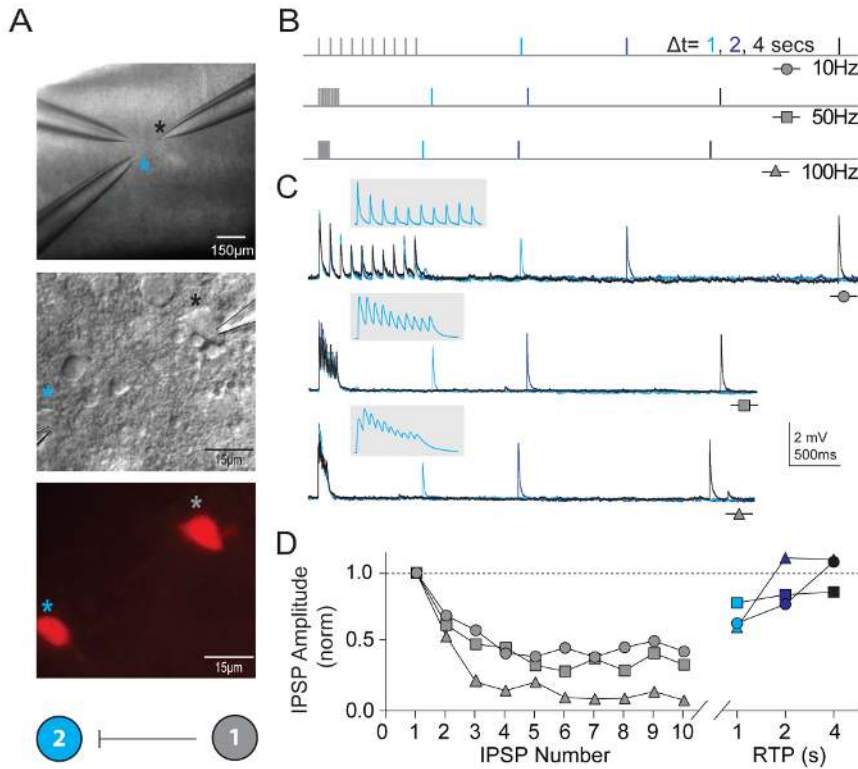 A
*
*
150µm
*
*
15µm
*
*
15µm
2
1
B
Δt= 1, 2, 4 secs
10Hz
50Hz
100Hz
C
2 mV
500ms
D
IPSP Amplitude
(norm)
1.0
0.5
0.0
0 1 2 3 4 5 6 7 8 9 10
1 2 4
IPSP Number
RTP (s)